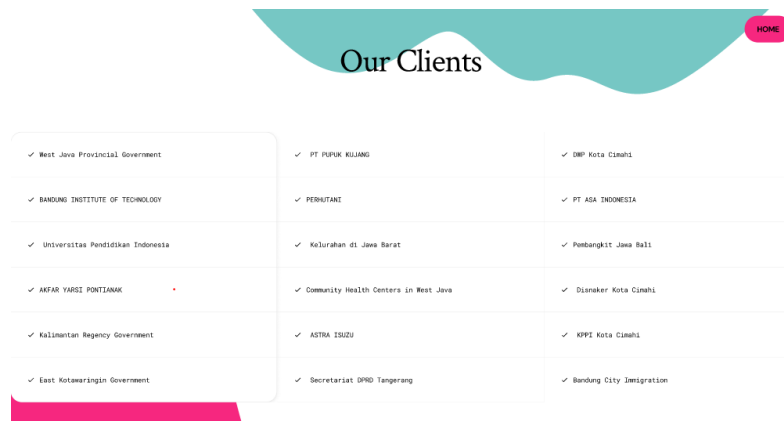 HOME
Our Clients
West Java Provincial Government
PT PUPUK KUJANG
DWP Kota Cimahi
BANDUNG INSTITUTE OF TECHNOLOGY
PERHUTANI
PT ASA INDONESIA
Universitas Pendidikan Indonesia
Kelurahan di Jawa Barat
Pembangkit Jawa Bali
AKFAR YARSI PONTIANAK
Community Health Centers in West Java
Disnaker Kota Cimahi
Kalimantan Regency Government
ASTRA ISUZU
KPPI Kota Cimahi
East Kotawaringin Government
Secretariat DPRD Tangerang
Bandung City Immigration